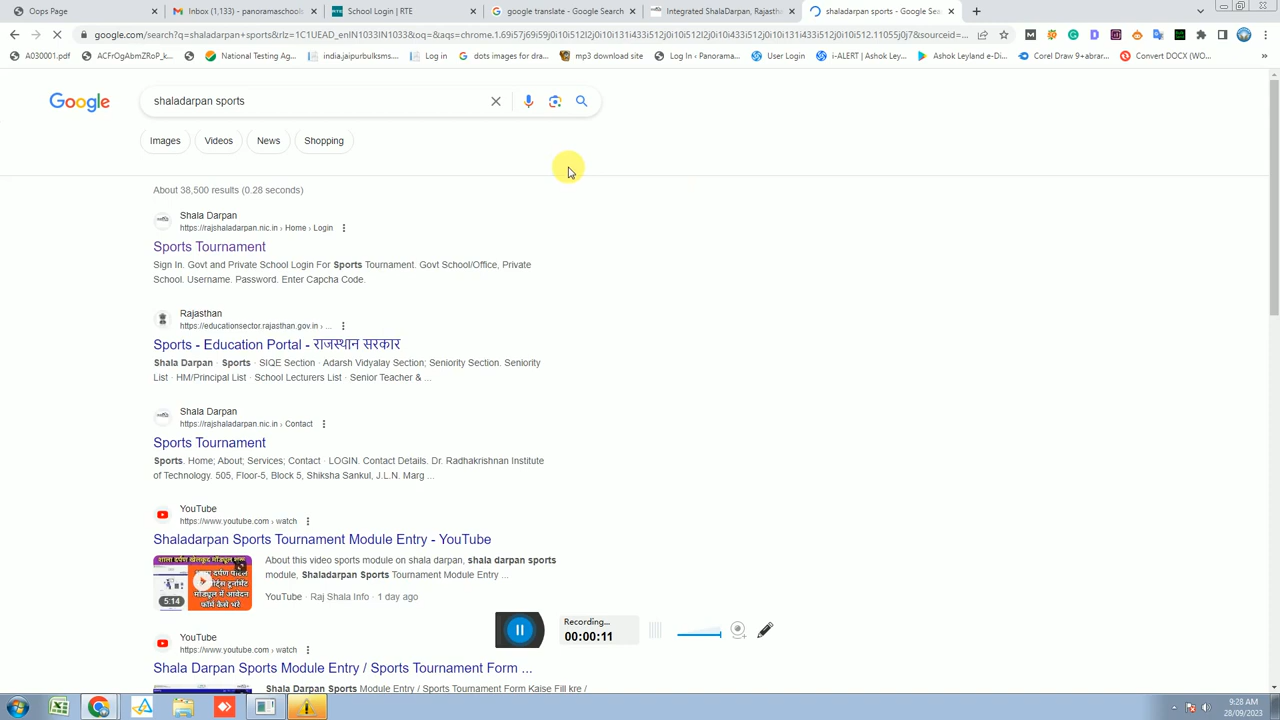 Oops Page
Inbox (1,133) - panoramaschools
School Login | RTE
google translate - Google Search
Integrated ShalaDarpan, Rajasth
shaladarpan sports - Google Sea
google.com/search?q=shaladarpan+sports&rlz=1C1UEAD_enIN1033IN1033&oq=&aqs=chrome.1.69i57j69i59j0i10i512l2j0i10i131i433i512j0i10i433i512j0i10i131i433i512j0i10i512.11055j0j7&sourceid=...
A030001.pdf
ACFrOgAbmZRoP_k...
National Testing Ag...
india.jaipurbulksms....
Log in
dots images for dra...
mp3 download site
Log In ‹ Panorama...
User Login
i-ALERT | Ashok Ley...
Ashok Leyland e-Di...
Corel Draw 9+abrar...
Convert DOCX (WO...
Google
shaladarpan sports
Images
Videos
News
Shopping
About 38,500 results (0.28 seconds)
Shala Darpan
https://rajshaladarpan.nic.in › Home › Login
Sports Tournament
Sign In. Govt and Private School Login For Sports Tournament. Govt School/Office, Private
School. Username. Password. Enter Capcha Code.
Rajasthan
https://educationsector.rajasthan.gov.in › ...
Sports - Education Portal - राजस्थान सरकार
Shala Darpan · Sports · SIQE Section · Adarsh Vidyalay Section; Seniority Section. Seniority
List · HM/Principal List · School Lecturers List · Senior Teacher & ...
Shala Darpan
https://rajshaladarpan.nic.in › Contact
Sports Tournament
Sports. Home; About; Services; Contact · LOGIN. Contact Details. Dr. Radhakrishnan Institute
of Technology. 505, Floor-5, Block 5, Shiksha Sankul, J.L.N. Marg ...
YouTube
https://www.youtube.com › watch
Shaladarpan Sports Tournament Module Entry - YouTube
About this video sports module on shala darpan, shala darpan sports
module, Shaladarpan Sports Tournament Module Entry ...
5:14
YouTube · Raj Shala Info · 1 day ago
Recording...
00:00:11
YouTube
https://www.youtube.com › watch
Shala Darpan Sports Module Entry / Sports Tournament Form ...
Shala Darpan Sports Module Entry / Sports Tournament Form Kaise Fill kre /
9:28 AM
28/09/2023